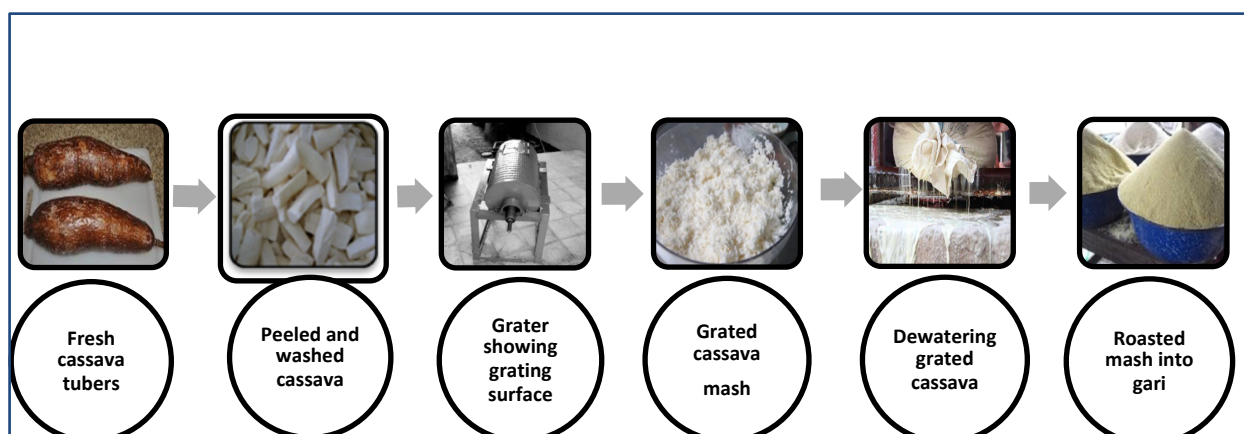 Fresh
cassava
tubers
Peeled and
washed
cassava
Grater
showing
grating
surface
Grated
cassava
mash
Dewatering
grated
cassava
Roasted
mash into
gari